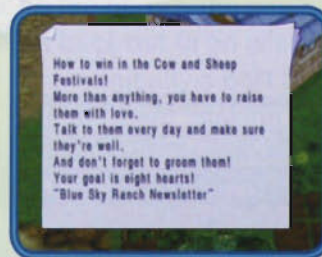 How to win in the Cow and Sheep
Festivals!
More than anything, you have to raise
them with love.
Talk to them every day and make sure
they're well.
And don't forget to groom them!
Your goal is eight hearts!
~Blue Sky Ranch Newsletter~